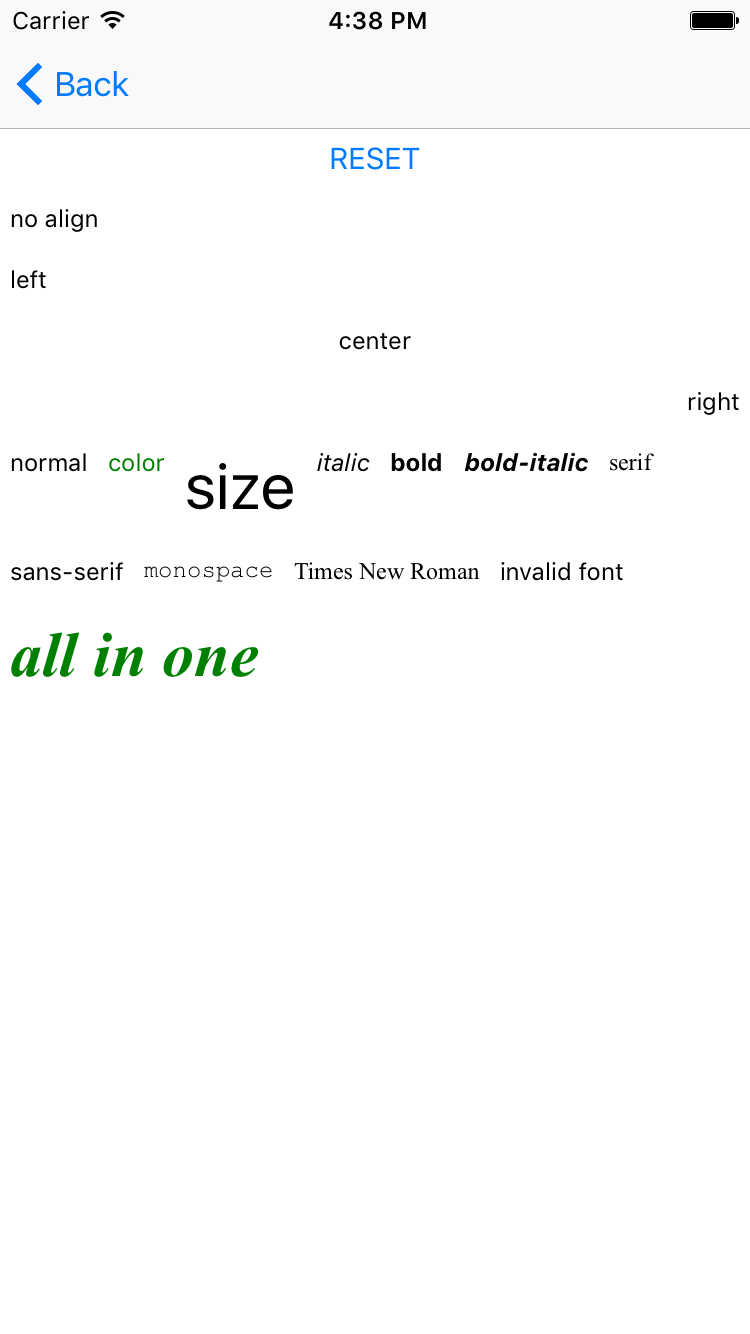 Carrier 4:38 PM
Back
RESET
no align
left
center
right
normal color size italic bold bold-italic serif
sans-serif monospace Times New Roman invalid font
all in one